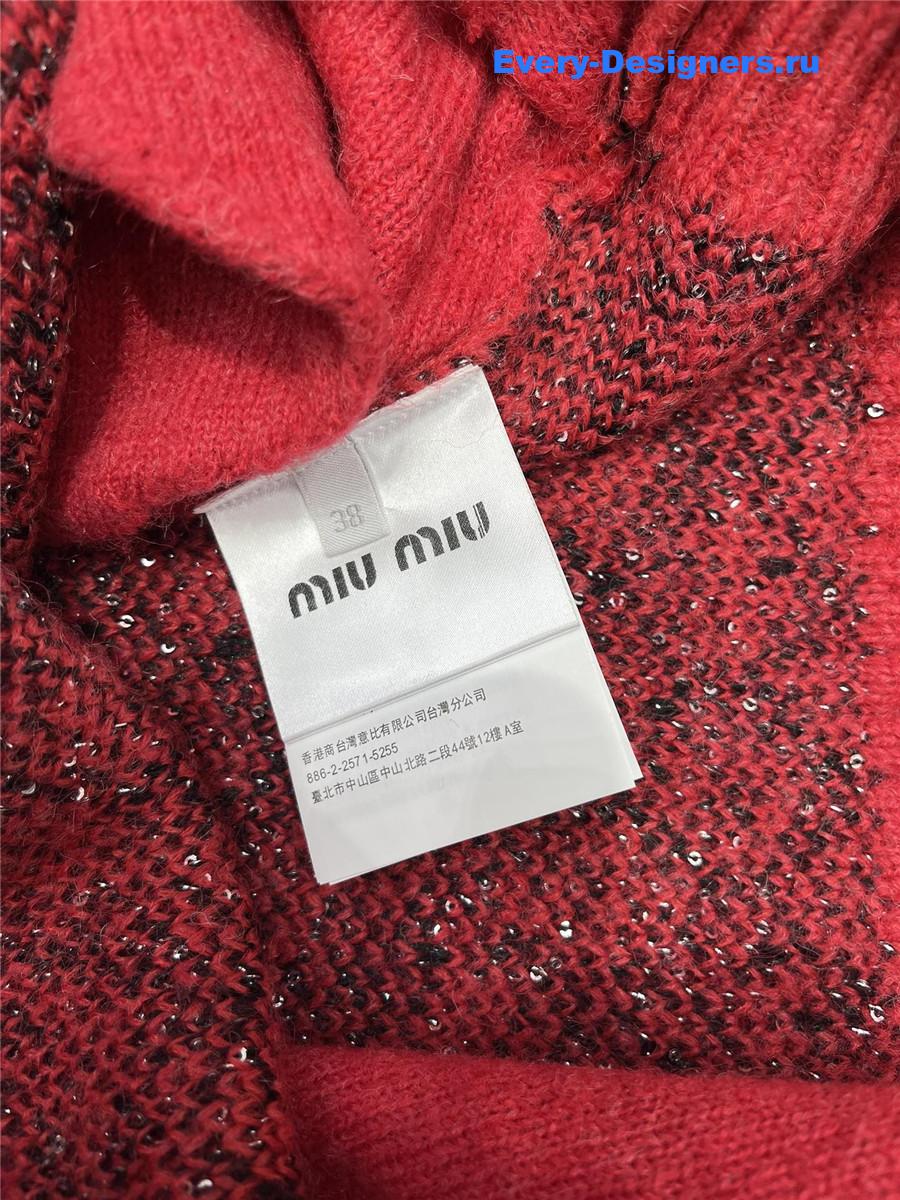 Every-Designers.ru
38
miu miu
香港商台灣意比有限公司台灣分公司
886-2-2571-5255
臺北市中山區中山北路二段44號12樓A室